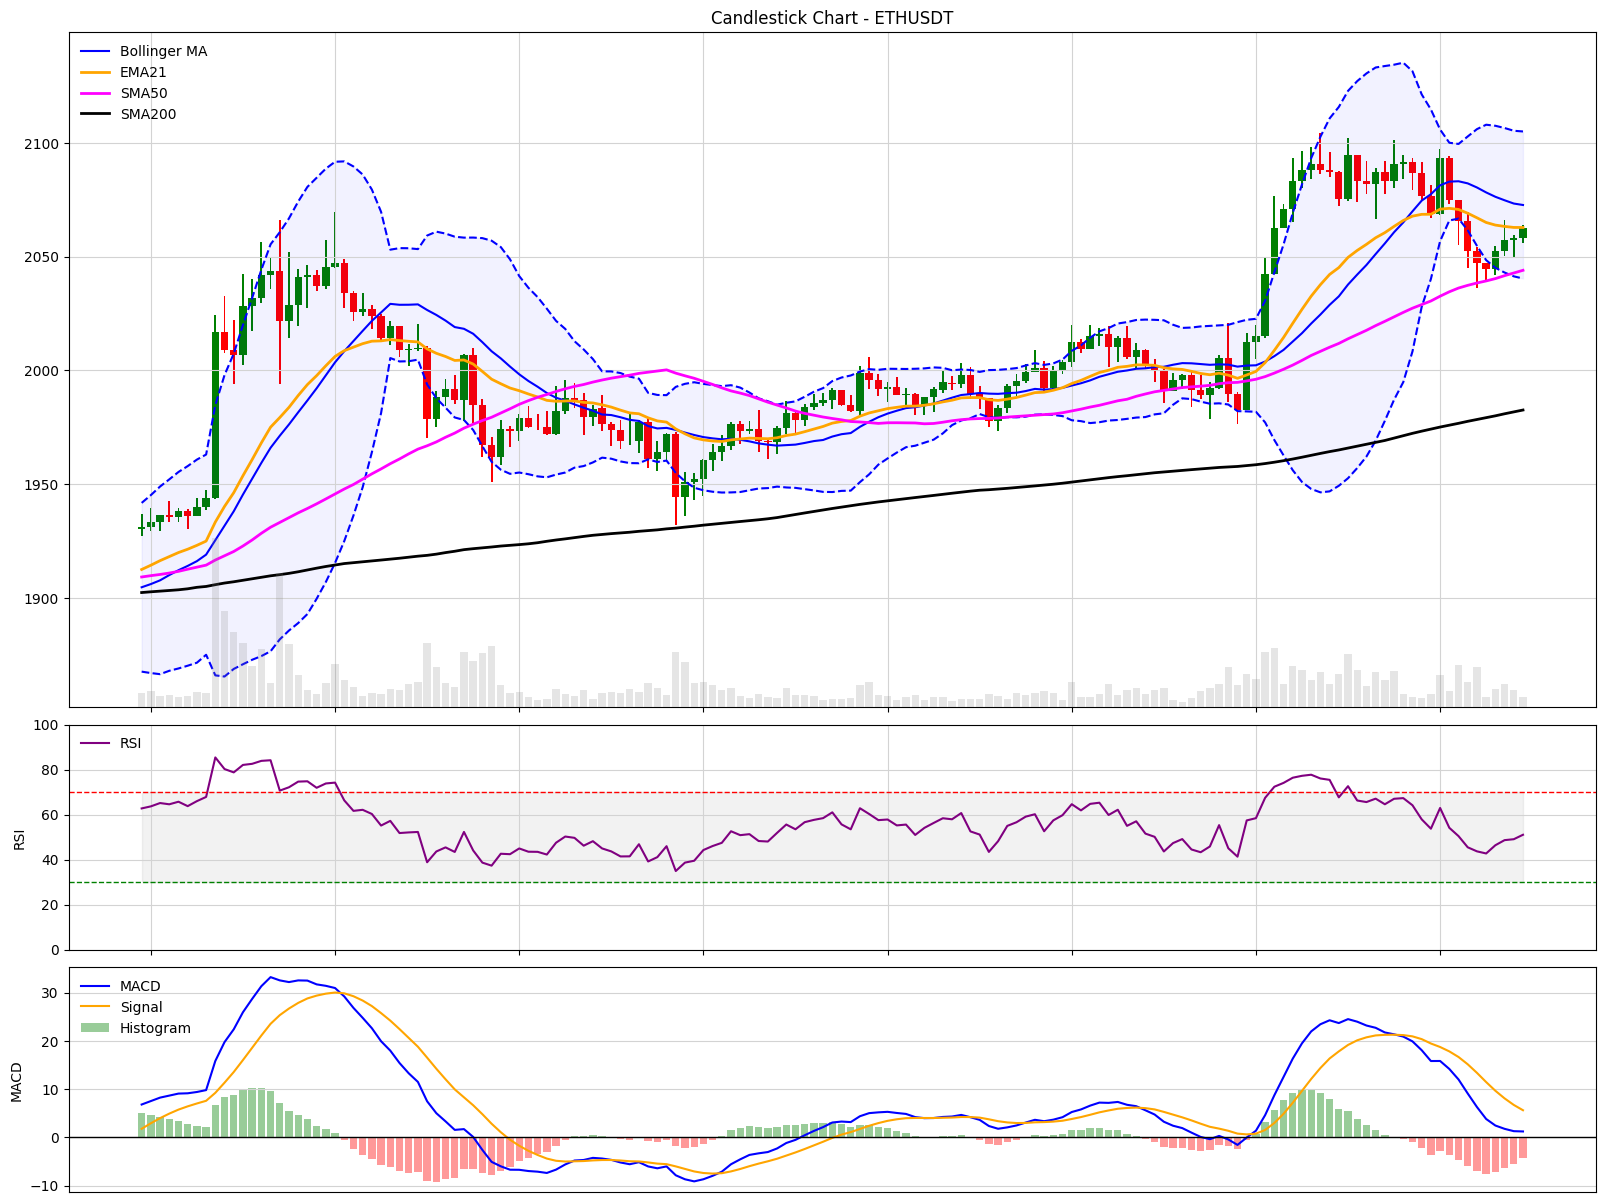 Candlestick Chart - ETHUSDT
Bollinger MA
EMA21
SMA50
SMA200
2100
2050
2000
1950
1900
RSI
100
80
60
40
20
0
RSI
MACD
Signal
Histogram
30
20
10
0
−10
MACD